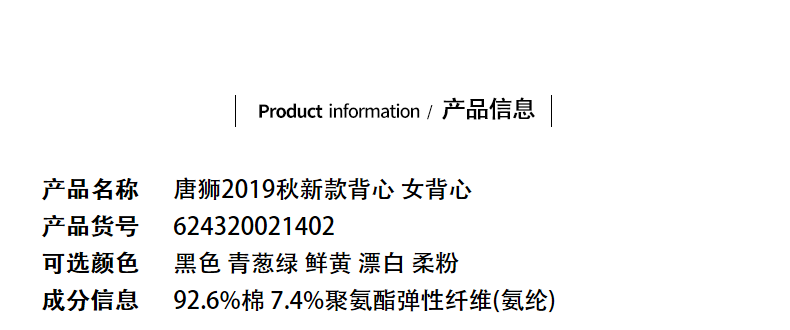 Product information / 产品信息
产品名称 唐狮2019秋新款背心 女背心
产品货号 624320021402
可选颜色 黑色 青葱绿 鲜黄 漂白 柔粉
成分信息 92.6%棉 7.4%聚氨酯弹性纤维(氨纶)